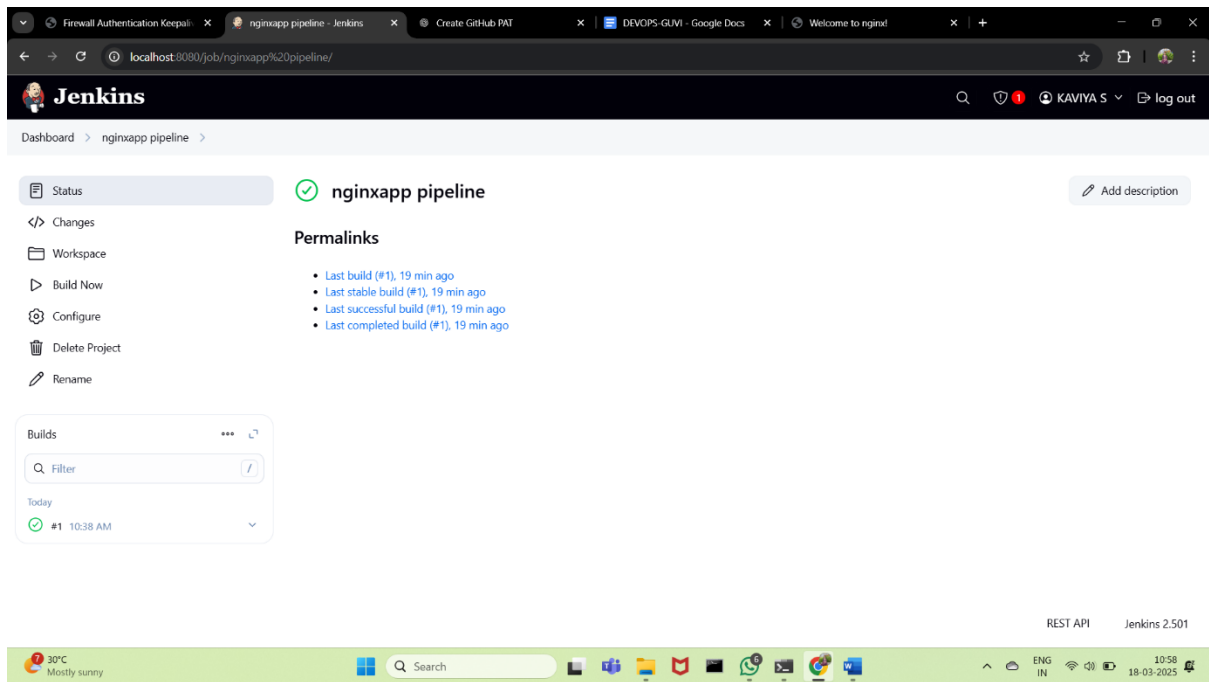 Firewall Authentication Keepaliv
nginxapp pipeline - Jenkins
Create GitHub PAT
DEVOPS-GUVI - Google Docs
Welcome to nginx!
localhost:8080/job/nginxapp%20pipeline/
Jenkins
1
KAVIYA S
log out
Dashboard > nginxapp pipeline >
Status
nginxapp pipeline
Add description
Changes
Permalinks
Workspace
Last build (#1), 19 min ago
Build Now
Last stable build (#1), 19 min ago
Last successful build (#1), 19 min ago
Configure
Last completed build (#1), 19 min ago
Delete Project
Rename
Builds
Filter
/
Today
#1 10:38 AM
REST API
Jenkins 2.501
7
30°C
Mostly sunny
Search
6
ENG
IN
10:58
18-03-2025